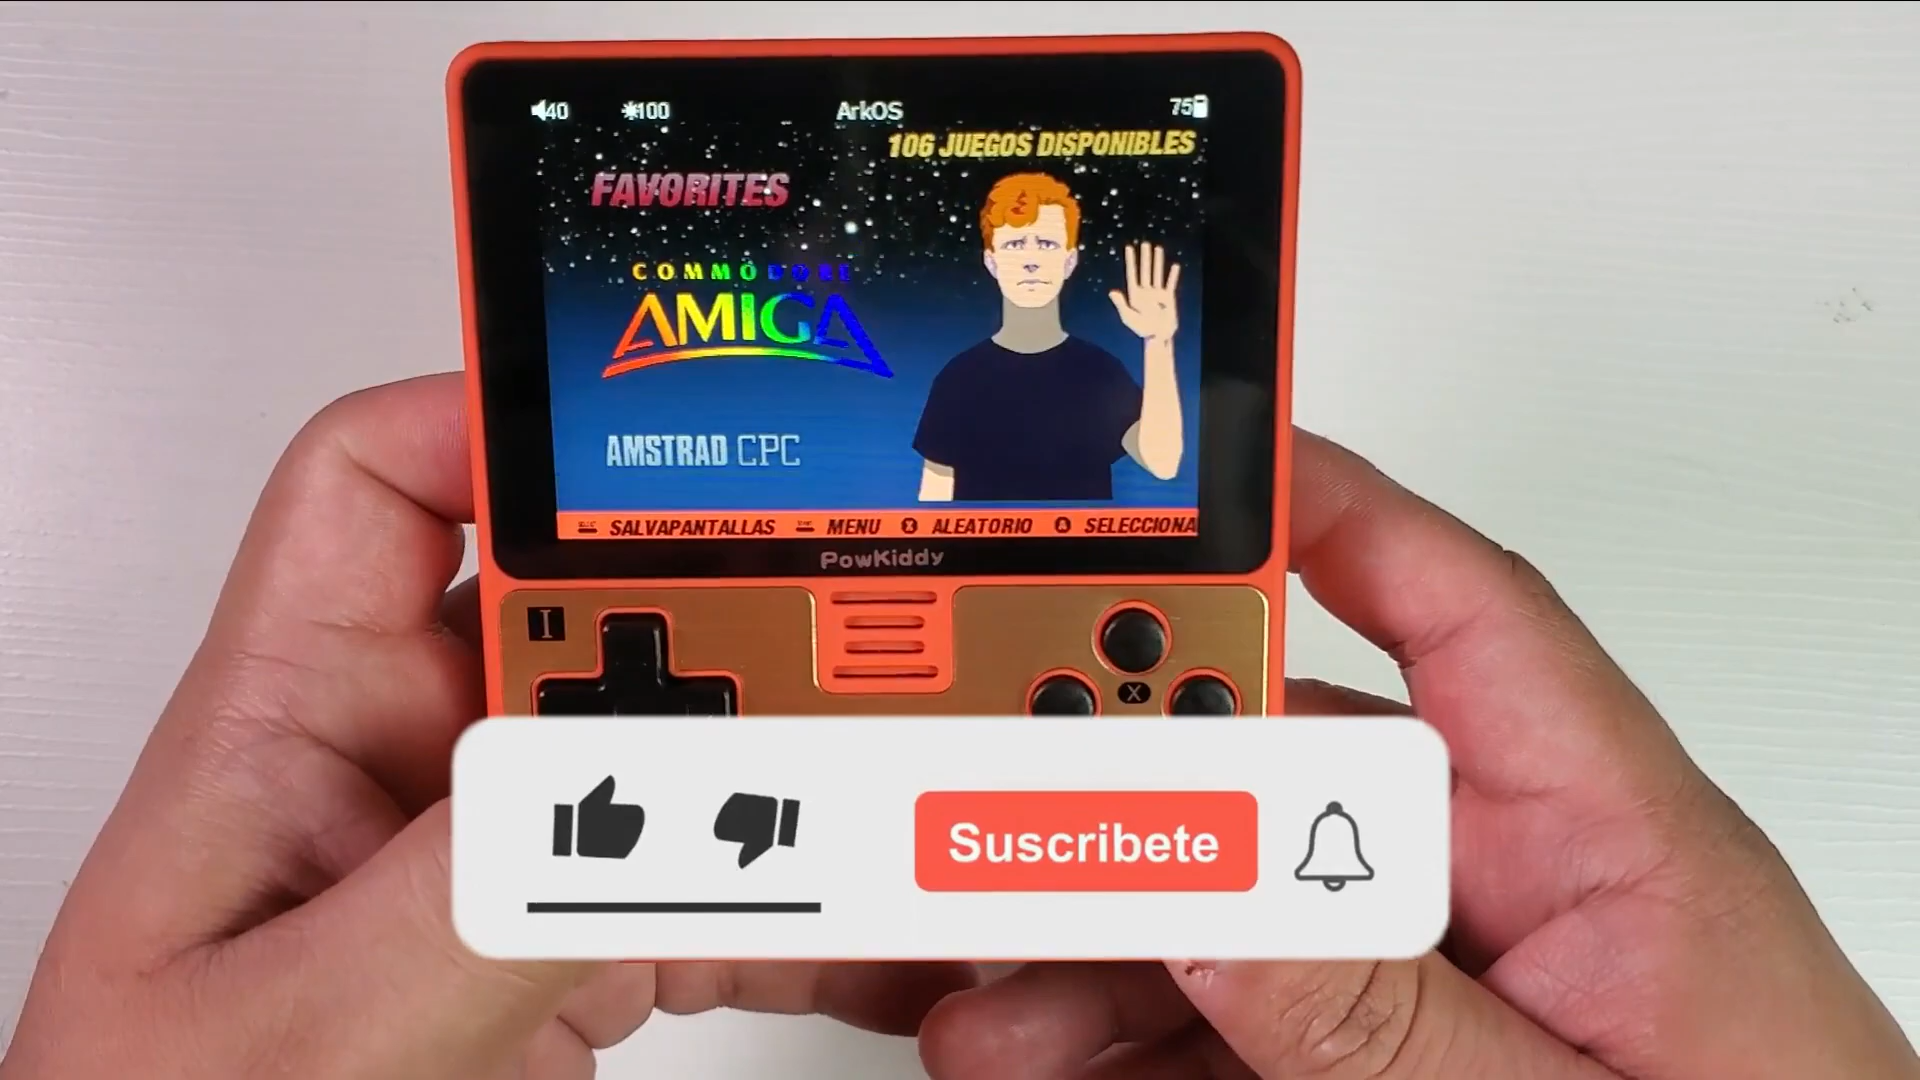 40 100 ArkOS 75
106 JUEGOS DISPONIBLES
FAVORITES
COMMODORE
AMIGA
AMSTRAD CPC
SALVAPANTALLAS MENU X ALEATORIO A SELECCIONA
PowKiddy
I
X
Suscribete